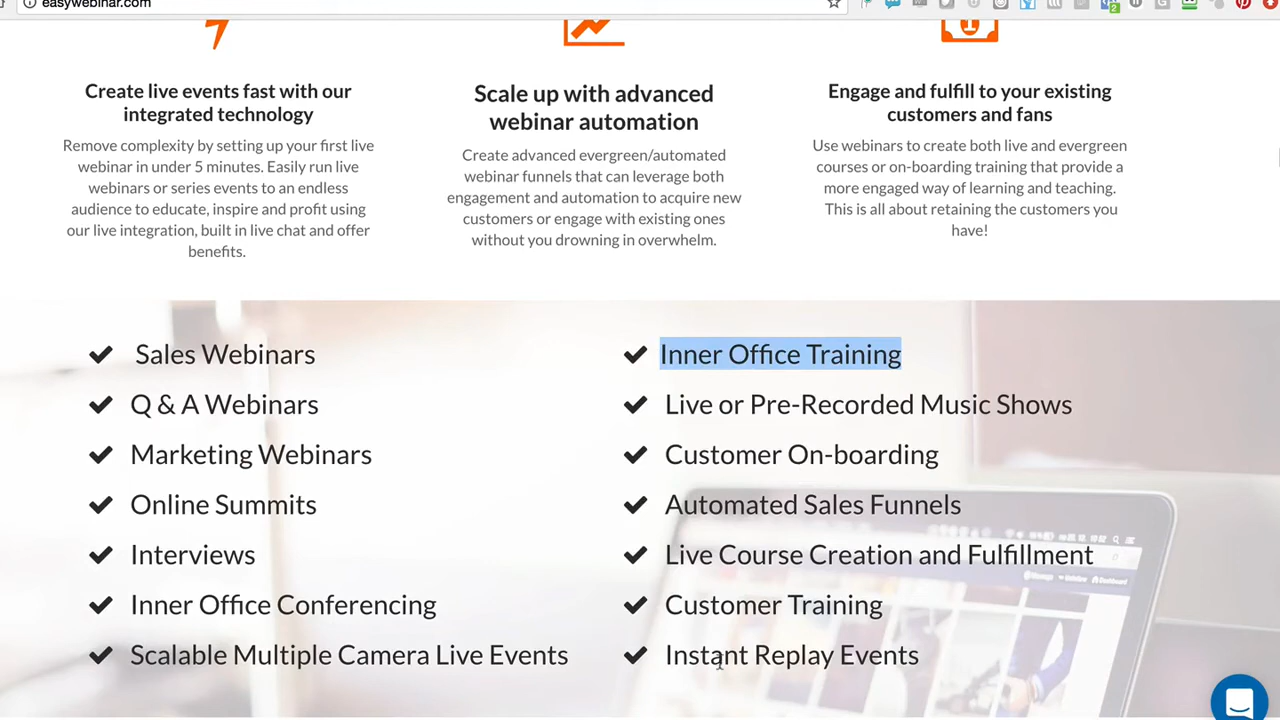 easywebinar.com
Create live events fast with our
integrated technology
Remove complexity by setting up your first live
webinar in under 5 minutes. Easily run live
webinars or series events to an endless
audience to educate, inspire and profit using
our live integration, built in live chat and offer
benefits.
Scale up with advanced
webinar automation
Create advanced evergreen/automated
webinar funnels that can leverage both
engagement and automation to acquire new
customers or engage with existing ones
without you drowning in overwhelm.
Engage and fulfill to your existing
customers and fans
Use webinars to create both live and evergreen
courses or on-boarding training that provide a
more engaged way of learning and teaching.
This is all about retaining the customers you
have!
Sales Webinars
Q & A Webinars
Marketing Webinars
Online Summits
Interviews
Inner Office Conferencing
Scalable Multiple Camera Live Events
Inner Office Training
Live or Pre-Recorded Music Shows
Customer On-boarding
Automated Sales Funnels
Live Course Creation and Fulfillment
Customer Training
Instant Replay Events